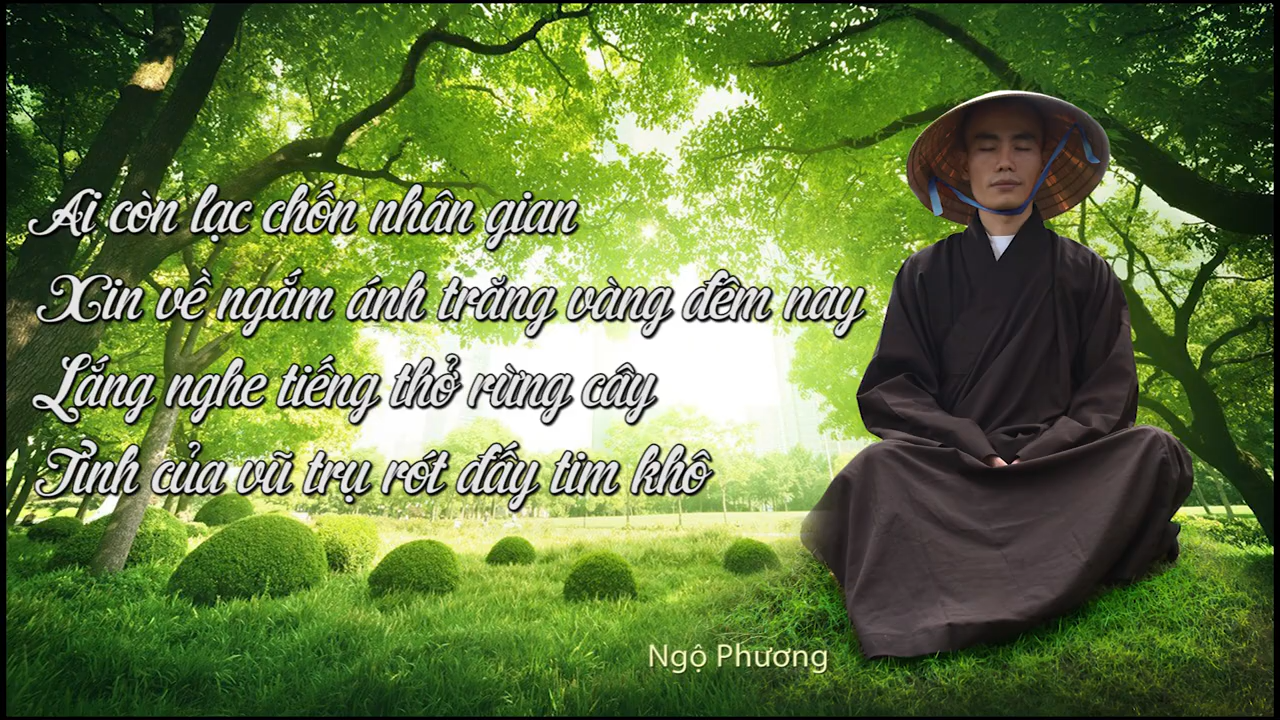 Ai còn lạc chốn nhân gian
Xin về ngắm ánh trăng vàng đêm nay
Lắng nghe tiếng thở rừng cây
Tình của vũ trụ rót đầy tim khô
Ngộ Phương